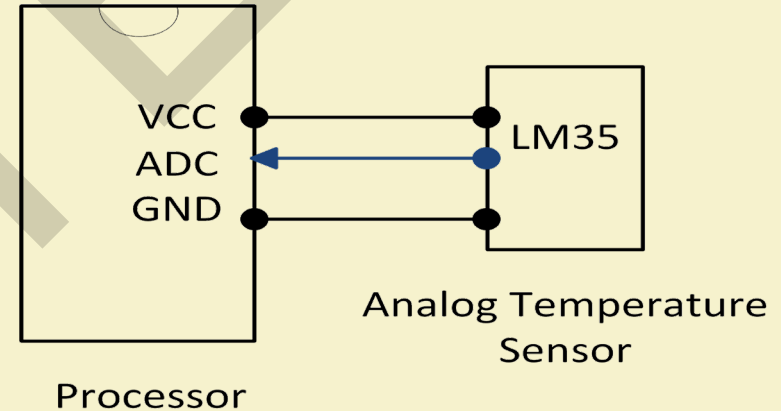 VCC
ADC
GND
LM35
Analog Temperature
Sensor
Processor